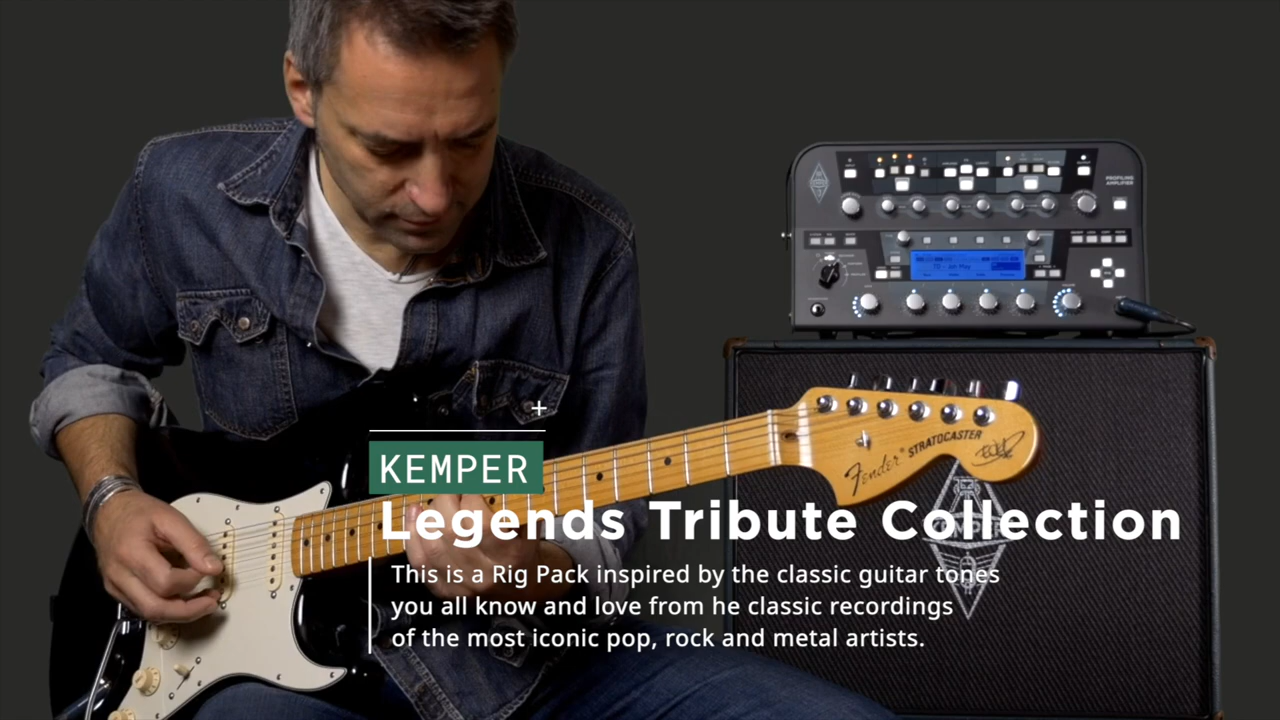 PROFILING
AMPLIFIER
Fender STRATOCASTER
KEMPER
Legends Tribute Collection
This is a Rig Pack inspired by the classic guitar tones
you all know and love from he classic recordings
of the most iconic pop, rock and metal artists.